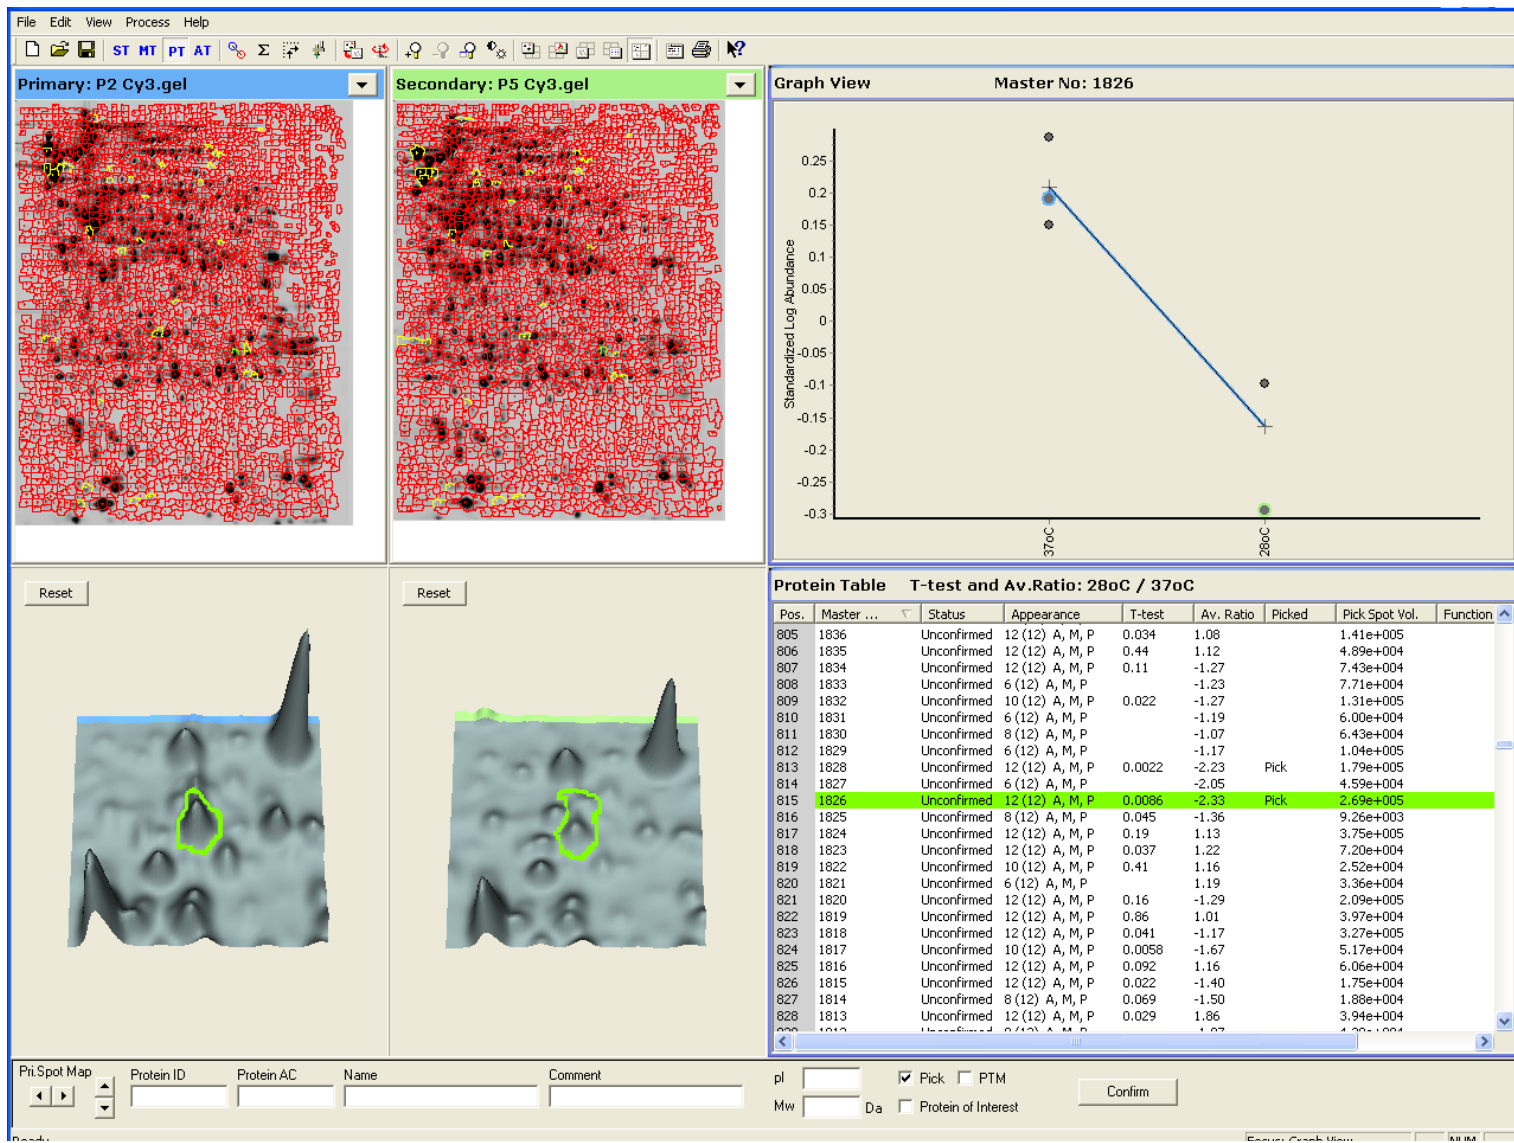 File Edit View Process Help
ST MT PT AT Σ
Primary: P2 Cy3.gel
Secondary: P5 Cy3.gel
Graph View Master No: 1826
Standardized Log Abundance
0.25
0.2
0.15
0.1
0.05
0
-0.05
-0.1
-0.15
-0.2
-0.25
-0.3
37oC
28oC
Reset
Reset
Protein Table T-test and Av.Ratio: 28oC / 37oC
Pos. Master ... Status Appearance T-test Av. Ratio Picked Pick Spot Vol. Function
805 1836 Unconfirmed 12 (12) A, M, P 0.034 1.08 1.41e+005
806 1835 Unconfirmed 12 (12) A, M, P 0.44 1.12 4.89e+004
807 1834 Unconfirmed 12 (12) A, M, P 0.11 -1.27 7.43e+004
808 1833 Unconfirmed 6 (12) A, M, P -1.23 7.71e+004
809 1832 Unconfirmed 10 (12) A, M, P 0.022 -1.27 1.31e+005
810 1831 Unconfirmed 6 (12) A, M, P -1.19 6.00e+004
811 1830 Unconfirmed 8 (12) A, M, P -1.07 6.43e+004
812 1829 Unconfirmed 6 (12) A, M, P -1.17 1.04e+005
813 1828 Unconfirmed 12 (12) A, M, P 0.0022 -2.23 Pick 1.79e+005
814 1827 Unconfirmed 6 (12) A, M, P -2.05 4.59e+004
815 1826 Unconfirmed 12 (12) A, M, P 0.0086 -2.33 Pick 2.69e+005
816 1825 Unconfirmed 8 (12) A, M, P 0.045 -1.36 9.26e+003
817 1824 Unconfirmed 12 (12) A, M, P 0.19 1.13 3.75e+005
818 1823 Unconfirmed 12 (12) A, M, P 0.037 1.22 7.20e+004
819 1822 Unconfirmed 10 (12) A, M, P 0.41 1.16 2.52e+004
820 1821 Unconfirmed 6 (12) A, M, P 1.19 3.36e+004
821 1820 Unconfirmed 12 (12) A, M, P 0.16 -1.29 2.09e+005
822 1819 Unconfirmed 12 (12) A, M, P 0.86 1.01 3.97e+004
823 1818 Unconfirmed 12 (12) A, M, P 0.041 -1.17 3.27e+005
824 1817 Unconfirmed 10 (12) A, M, P 0.0058 -1.67 5.17e+004
825 1816 Unconfirmed 12 (12) A, M, P 0.092 1.16 6.06e+004
826 1815 Unconfirmed 12 (12) A, M, P 0.022 -1.40 1.75e+004
827 1814 Unconfirmed 8 (12) A, M, P 0.069 -1.50 1.88e+004
828 1813 Unconfirmed 12 (12) A, M, P 0.029 1.86 3.94e+004
Pri.Spot Map Protein ID Protein AC Name Comment
pI Pick PTM Confirm
Mw Da Protein of Interest
Ready Focus: Graph View NUM